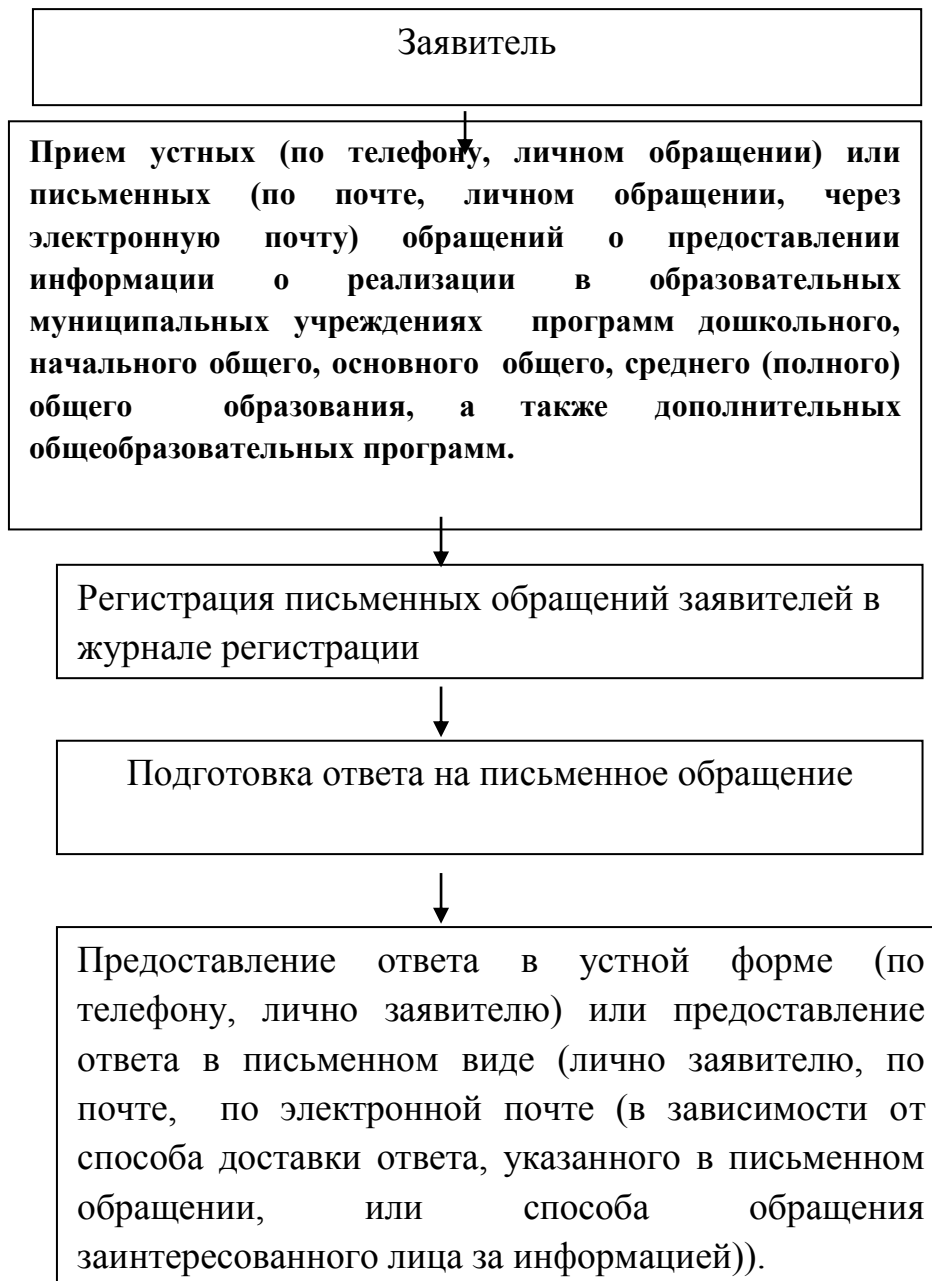 Заявитель
Прием устных (по телефону, личном обращении) или
письменных (по почте, личном обращении, через
электронную почту) обращений о предоставлении
информации о реализации в образовательных
муниципальных учреждениях программ дошкольного,
начального общего, основного общего, среднего (полного)
общего образования, а также дополнительных
общеобразовательных программ.
Регистрация письменных обращений заявителей в
журнале регистрации
Подготовка ответа на письменное обращение
Предоставление ответа в устной форме (по
телефону, лично заявителю) или предоставление
ответа в письменном виде (лично заявителю, по
почте, по электронной почте (в зависимости от
способа доставки ответа, указанного в письменном
обращении, или способа обращения
заинтересованного лица за информацией)).